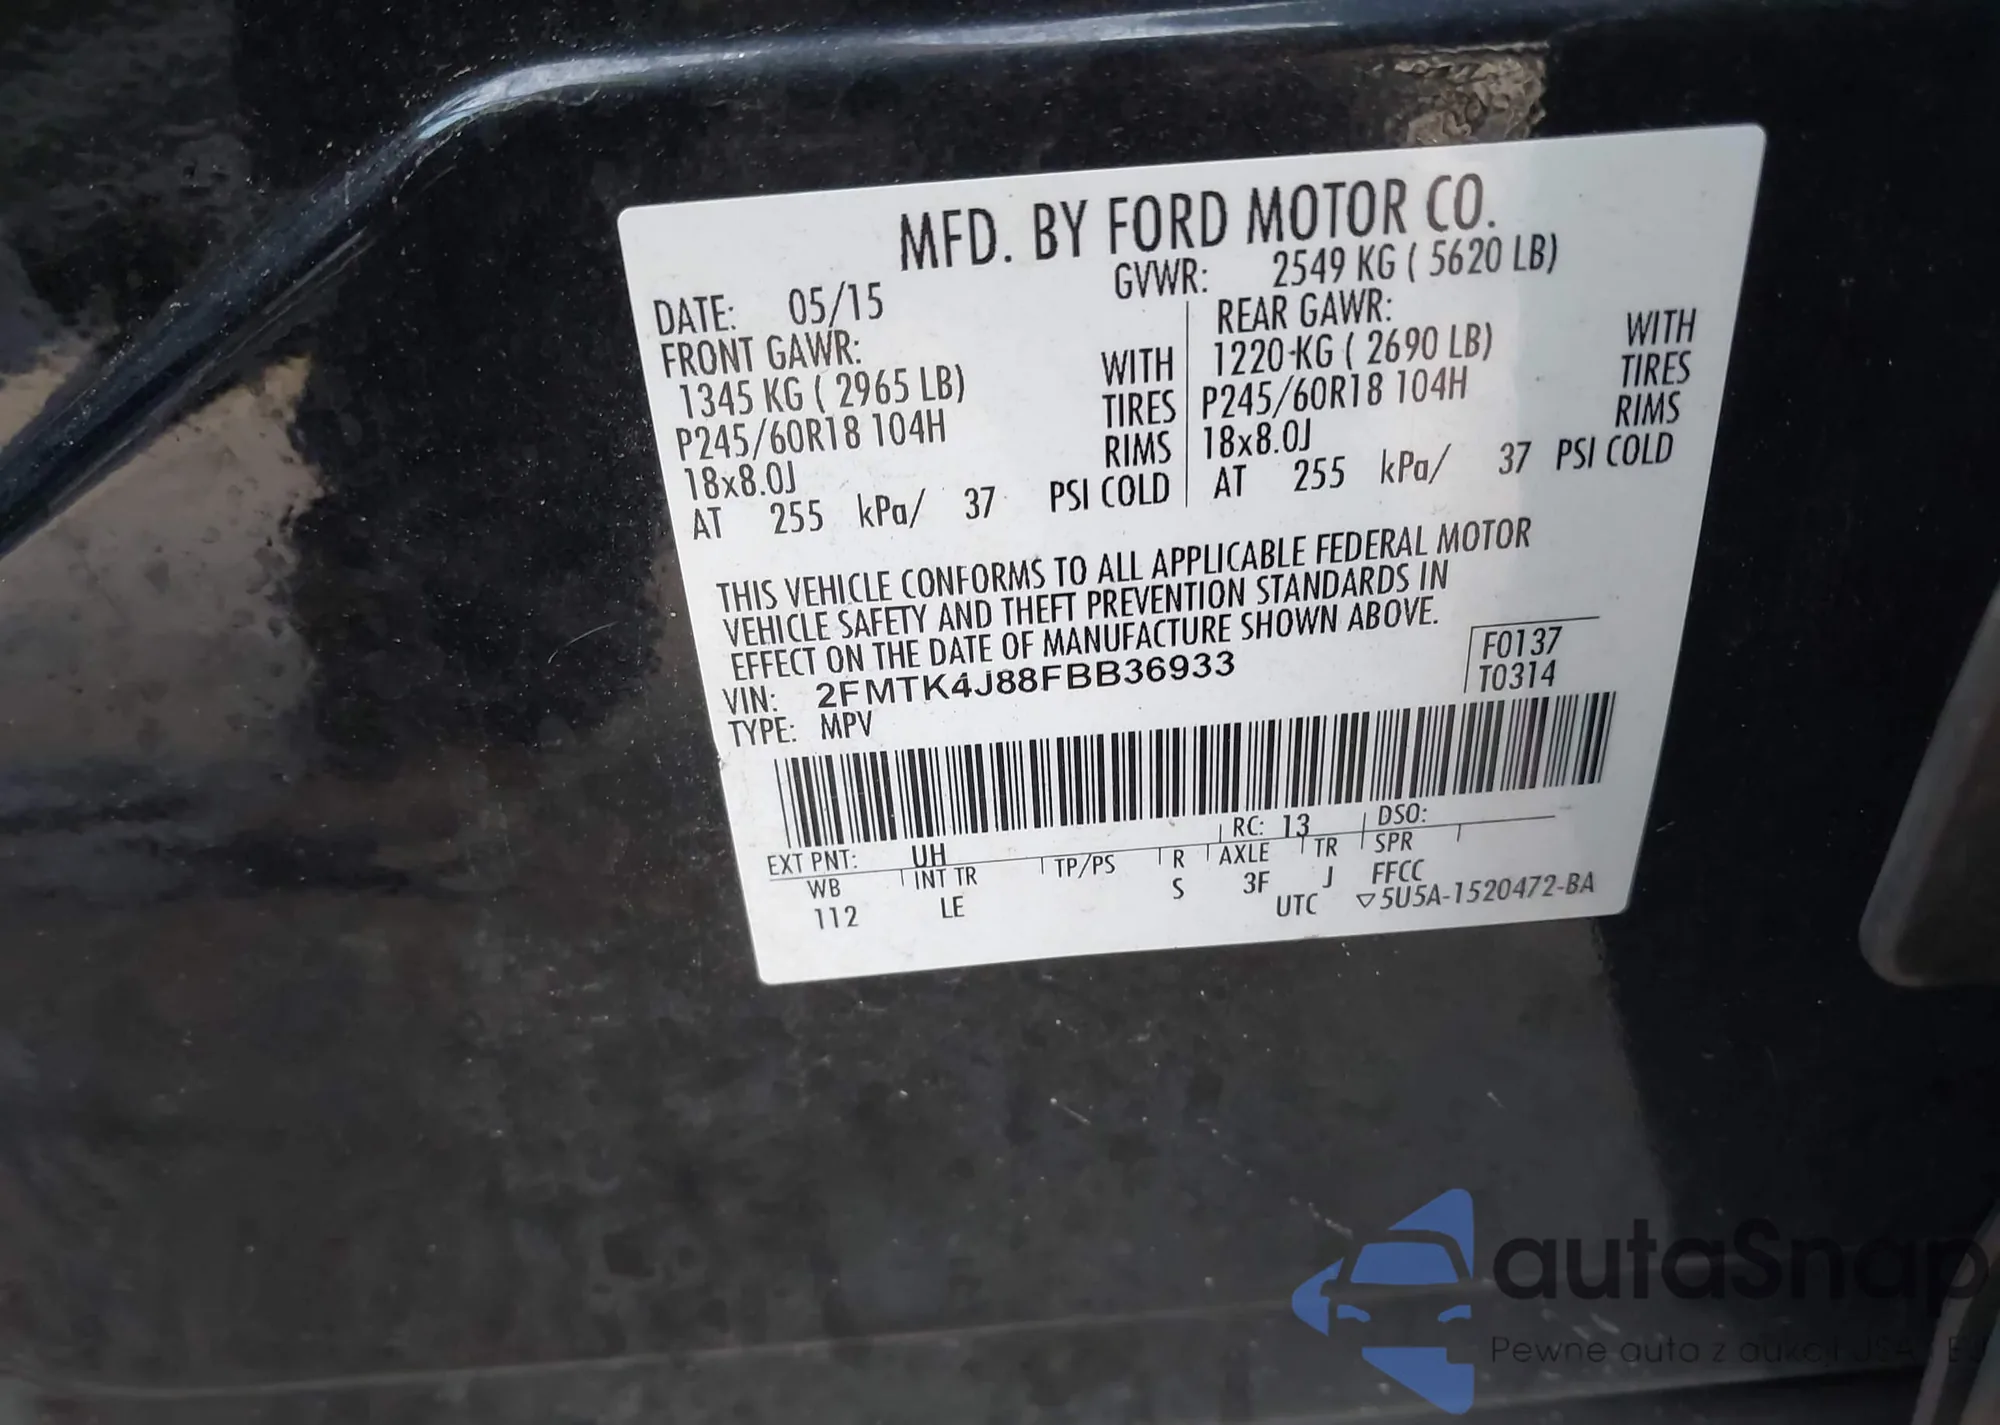 MFD. BY FORD MOTOR CO.
DATE: 05/15 GVWR: 2549 KG ( 5620 LB)
FRONT GAWR: REAR GAWR:
1345 KG ( 2965 LB) WITH 1220 KG ( 2690 LB) WITH
P245/60R18 104H TIRES P245/60R18 104H TIRES
18x8.0J RIMS 18x8.0J RIMS
AT 255 kPa/ 37 PSI COLD AT 255 kPa/ 37 PSI COLD
THIS VEHICLE CONFORMS TO ALL APPLICABLE FEDERAL MOTOR
VEHICLE SAFETY AND THEFT PREVENTION STANDARDS IN
EFFECT ON THE DATE OF MANUFACTURE SHOWN ABOVE.
VIN: 2FMTK4J88FBB36933 F0137
TYPE: MPV T0314
EXT PNT: UH RC: 13 DSO:
WB INT TR TP/PS R AXLE TR SPR
112 LE S 3F J FFCC
UTC ▽5U5A-1520472-BA
autaSnap
Pewne auta z aukcji USA